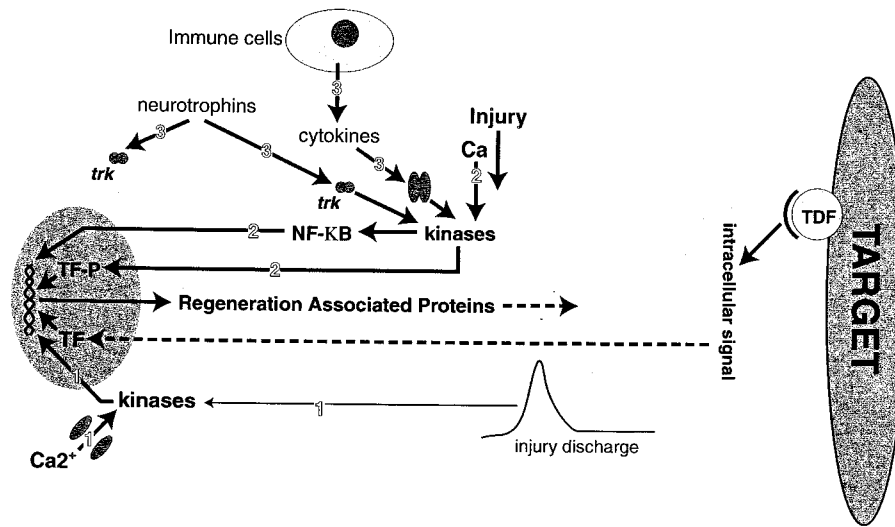 Immune cells
3
neurotrophins
Injury
3
cytokines
Ca
3
3
2
trk
trk
TDF
2
NF-KB
kinases
TF-P
2
Regeneration Associated Proteins
TF
intracellular signal
TARGET
1
kinases
1
1
Ca2+
injury discharge